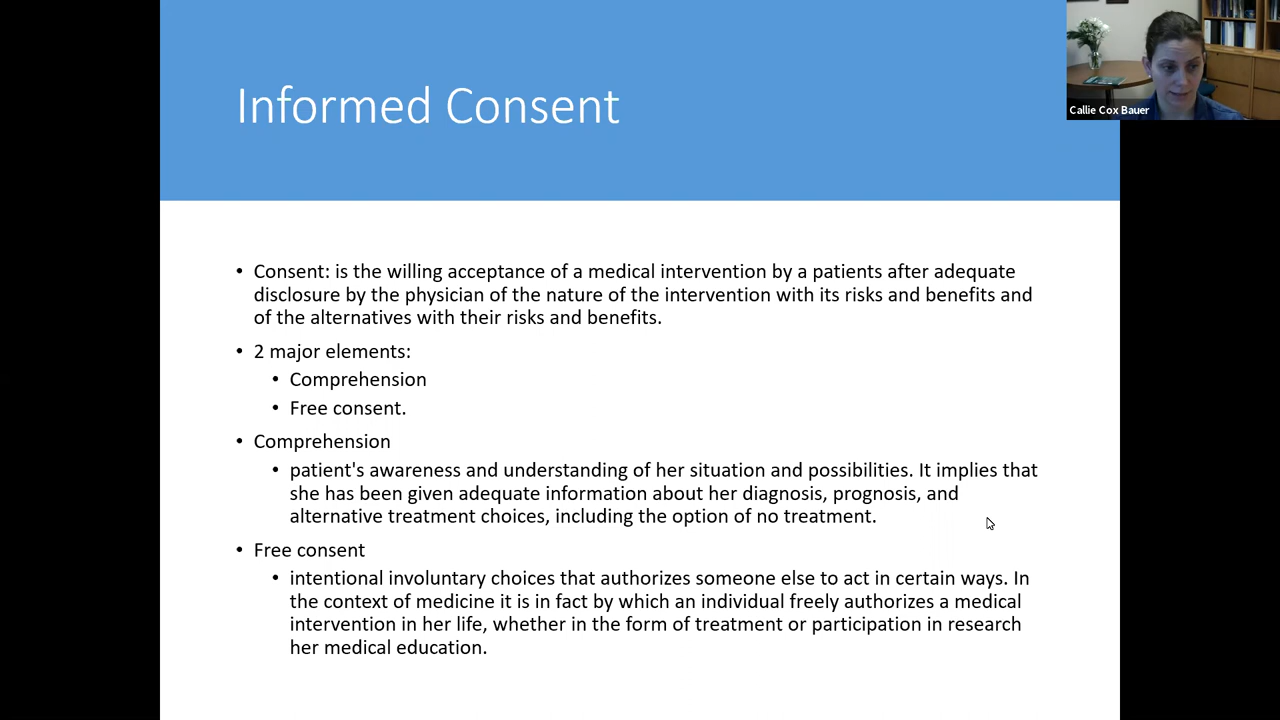 Informed Consent
Callie Cox Bauer
• Consent: is the willing acceptance of a medical intervention by a patients after adequate
disclosure by the physician of the nature of the intervention with its risks and benefits and
of the alternatives with their risks and benefits.
• 2 major elements:
• Comprehension
• Free consent.
• Comprehension
• patient's awareness and understanding of her situation and possibilities. It implies that
she has been given adequate information about her diagnosis, prognosis, and
alternative treatment choices, including the option of no treatment.
• Free consent
• intentional involuntary choices that authorizes someone else to act in certain ways. In
the context of medicine it is in fact by which an individual freely authorizes a medical
intervention in her life, whether in the form of treatment or participation in research
her medical education.